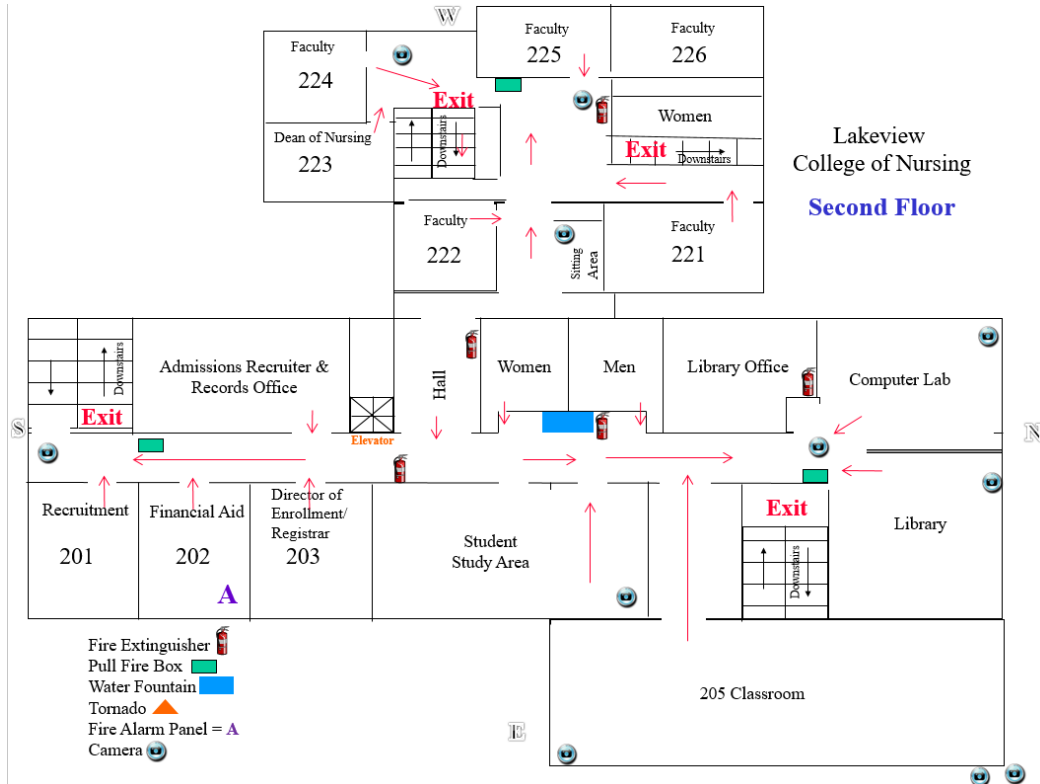 W
Faculty
224
Faculty
225
Faculty
226
Exit
Downstairs
Women
Exit
Downstairs
Dean of Nursing
223
Lakeview
College of Nursing
Second Floor
Faculty
222
Sitting
Area
Faculty
221
Downstairs
Exit
Admissions Recruiter &
Records Office
Elevator
Hall
Women
Men
Library Office
Computer Lab
S
N
Recruitment
201
Financial Aid
202
A
Director of
Enrollment/
Registrar
203
Student
Study Area
Exit
Downstairs
Library
205 Classroom
E
Fire Extinguisher
Pull Fire Box
Water Fountain
Tornado
Fire Alarm Panel = A
Camera